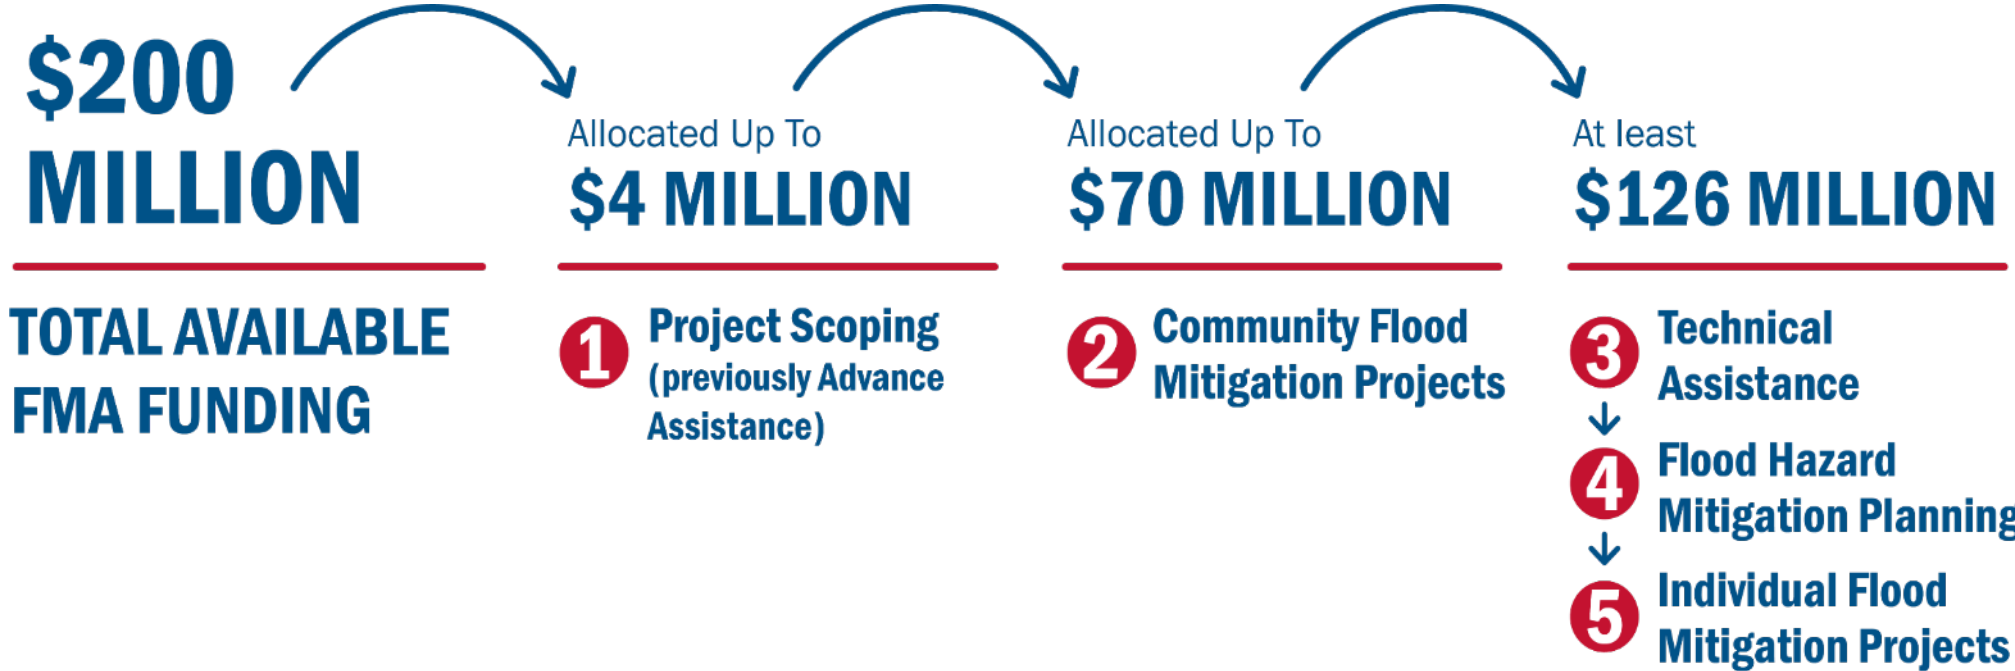 $200
MILLION
TOTAL AVAILABLE
FMA FUNDING
Allocated Up To
$4 MILLION
1 Project Scoping
(previously Advance
Assistance)
Allocated Up To
$70 MILLION
2 Community Flood
Mitigation Projects
At least
$126 MILLION
3 Technical
Assistance
4 Flood Hazard
Mitigation Planning
5 Individual Flood
Mitigation Projects